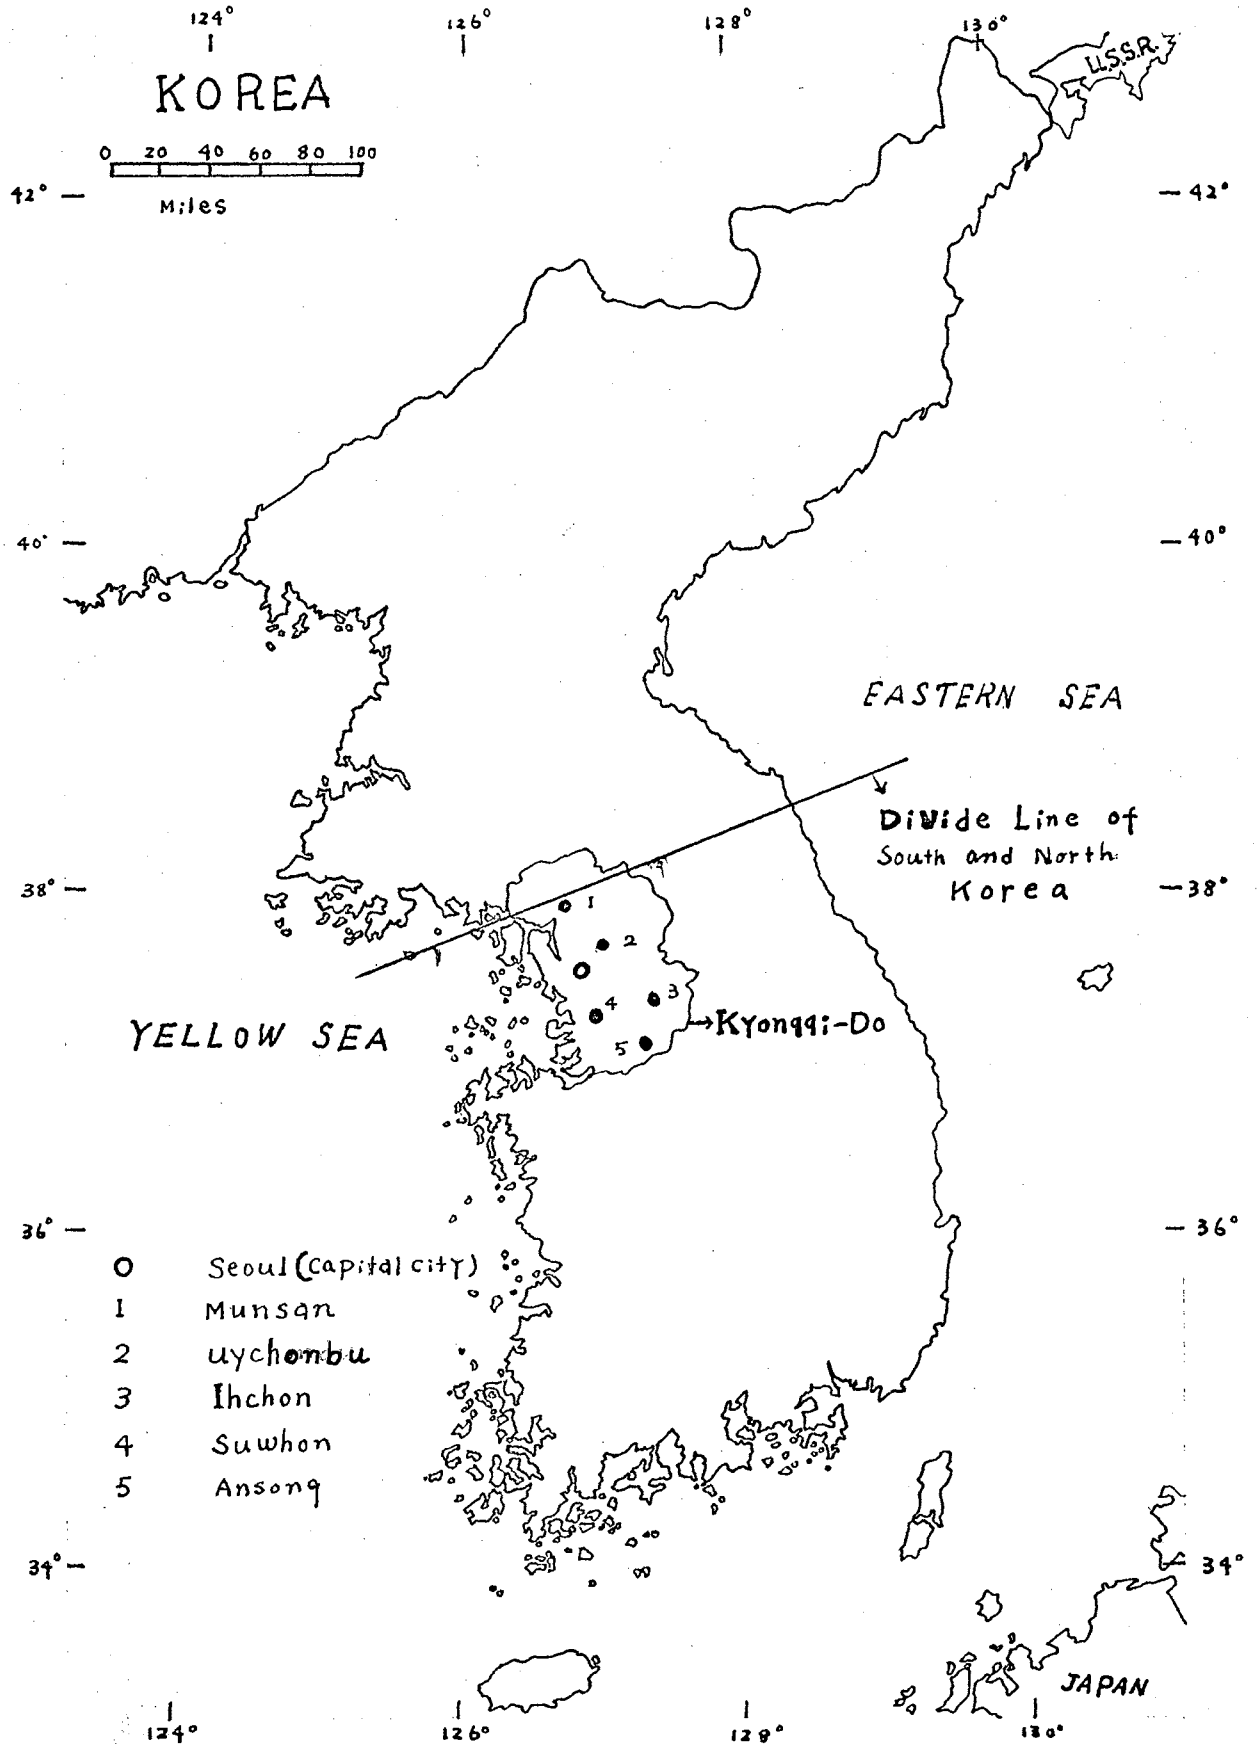 124° 126° 128° 130°
U.S.S.R.
KOREA
0 20 40 60 80 100
Miles
42° 42°
40° 40°
EASTERN SEA
DiVide Line of
South and North
Korea
38° 38°
1
2
3
4
5
Kyonggi-Do
YELLOW SEA
36° 36°
O Seoul (Capital city)
1 Munsan
2 uychonbu
3 Ihchon
4 Suwhon
5 Ansong
34° 34°
JAPAN
124° 126° 128° 130°